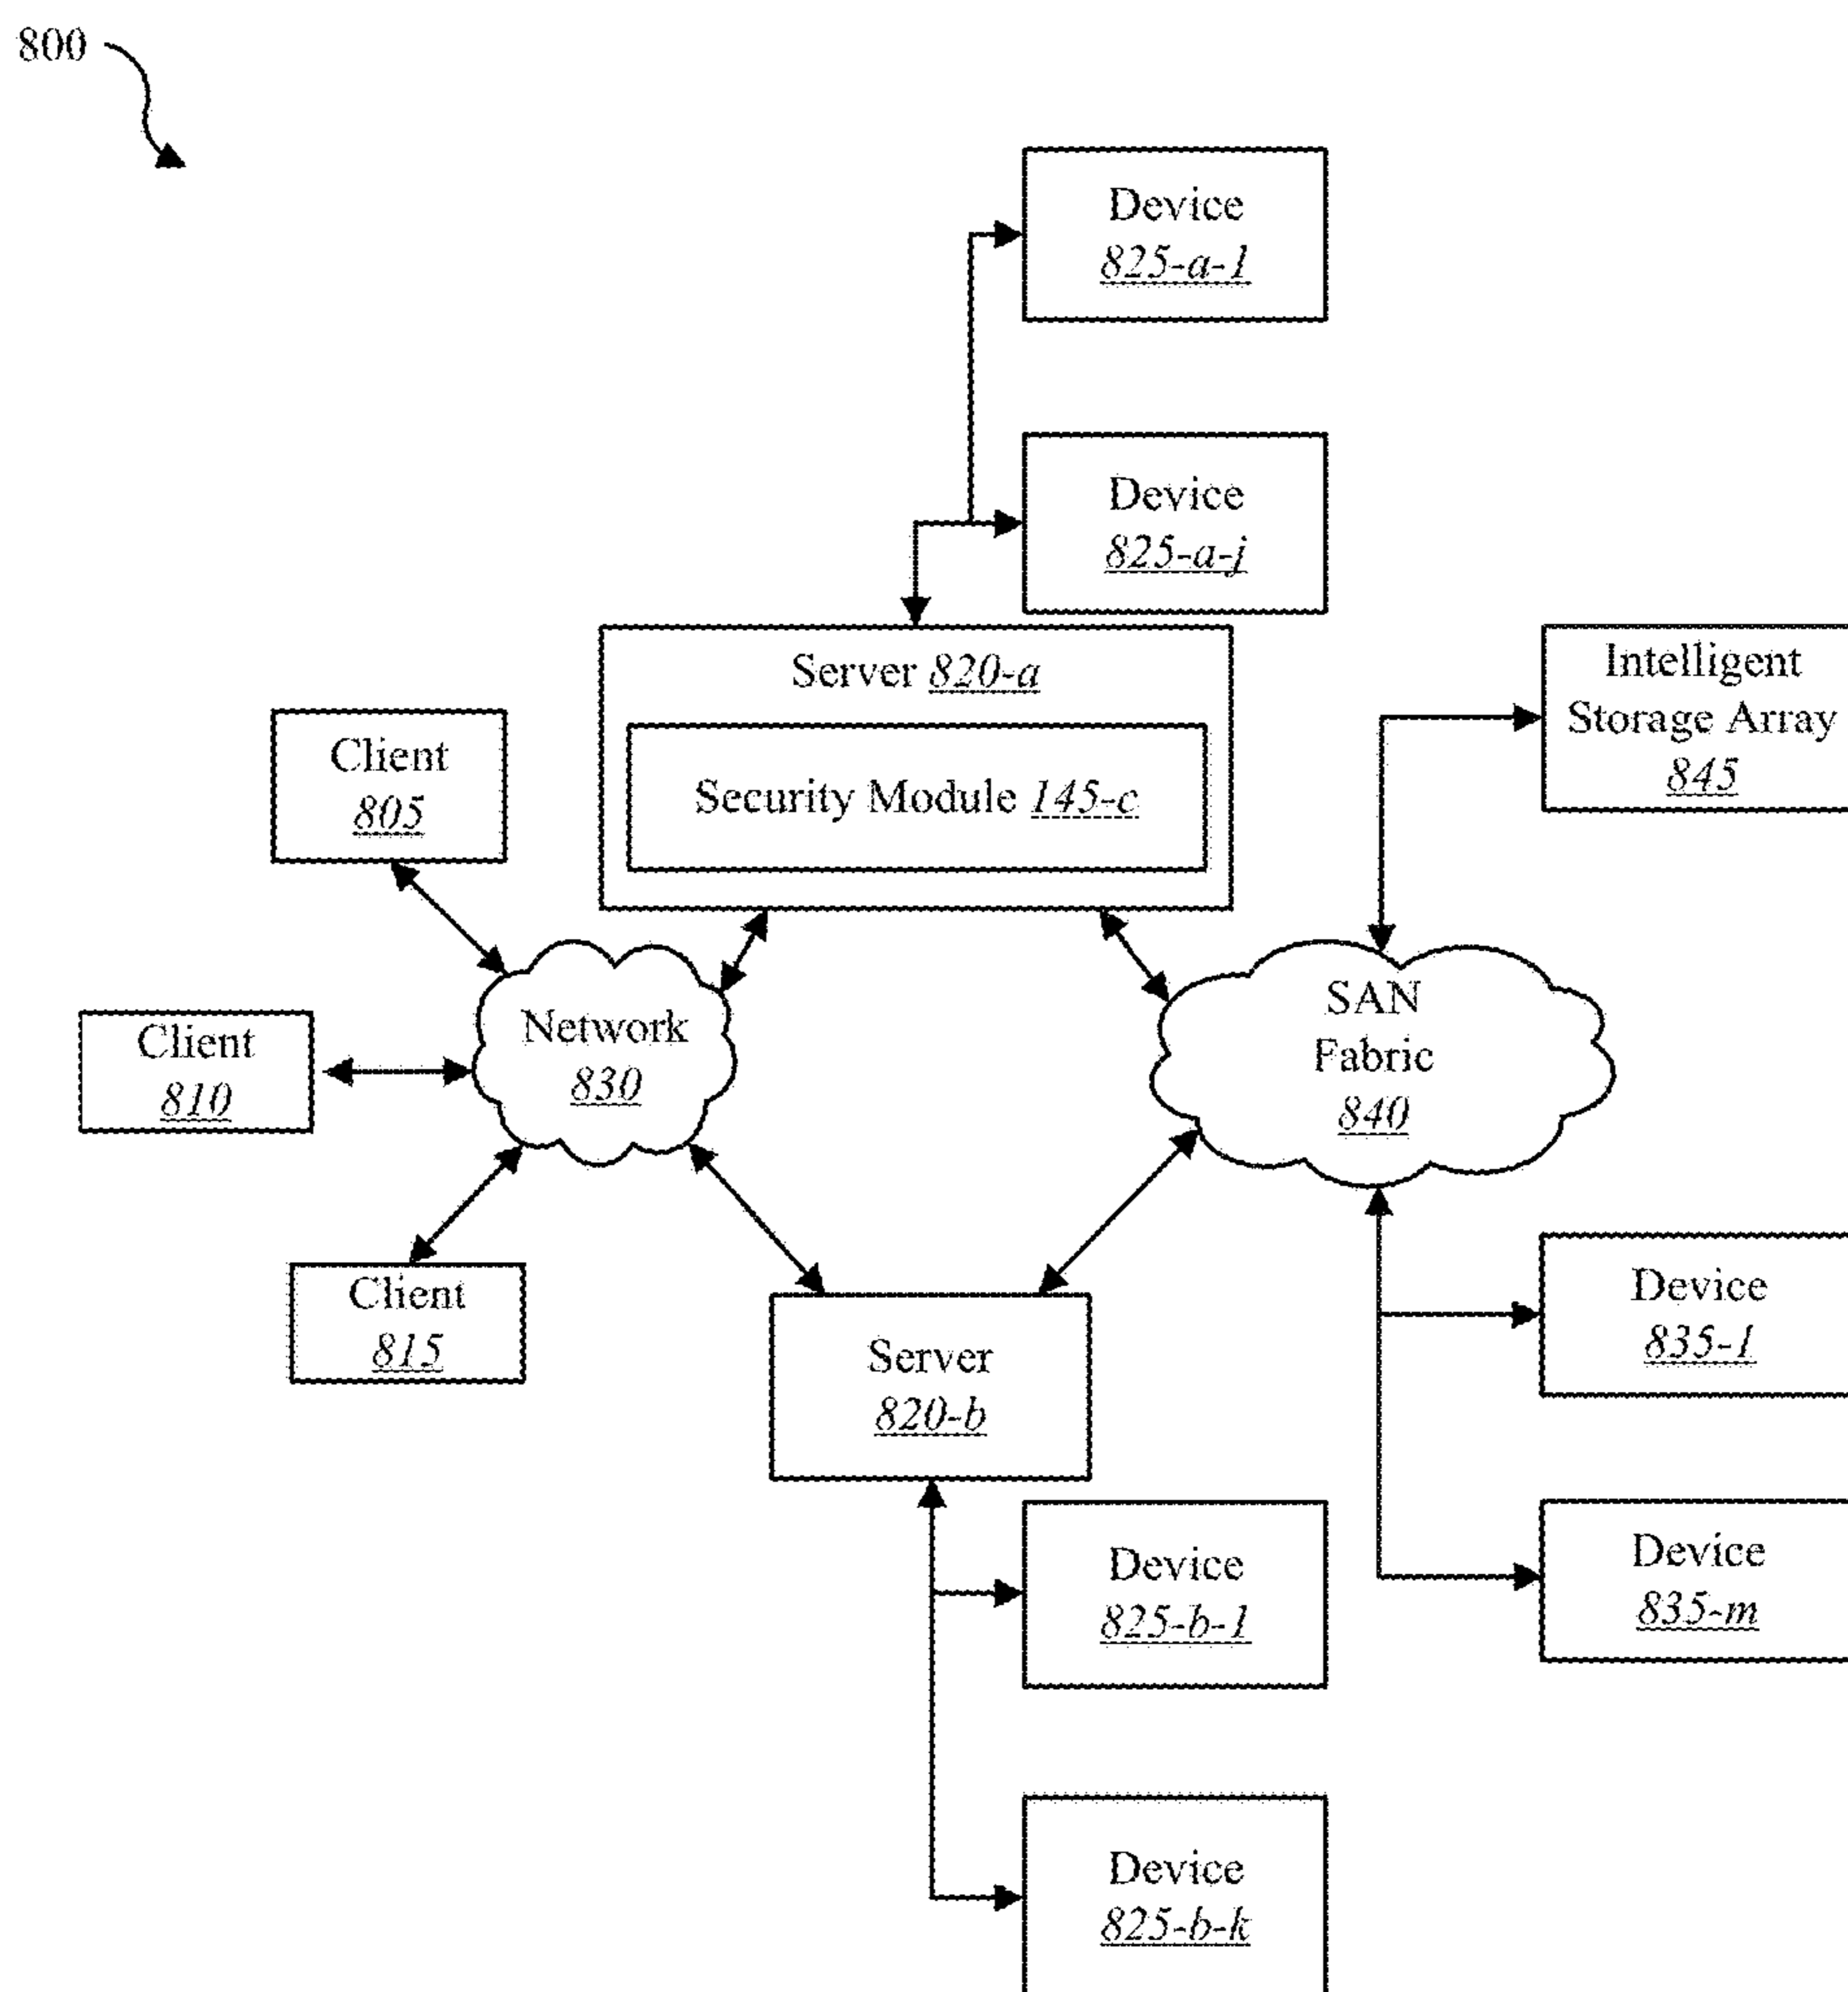 800
Device
825-a-1
Device
825-a-j
Server 820-a
Security Module 145-c
Intelligent
Storage Array
845
Client
805
Client
810
Network
830
SAN
Fabric
840
Client
815
Server
820-b
Device
835-1
Device
835-m
Device
825-b-1
Device
825-b-k